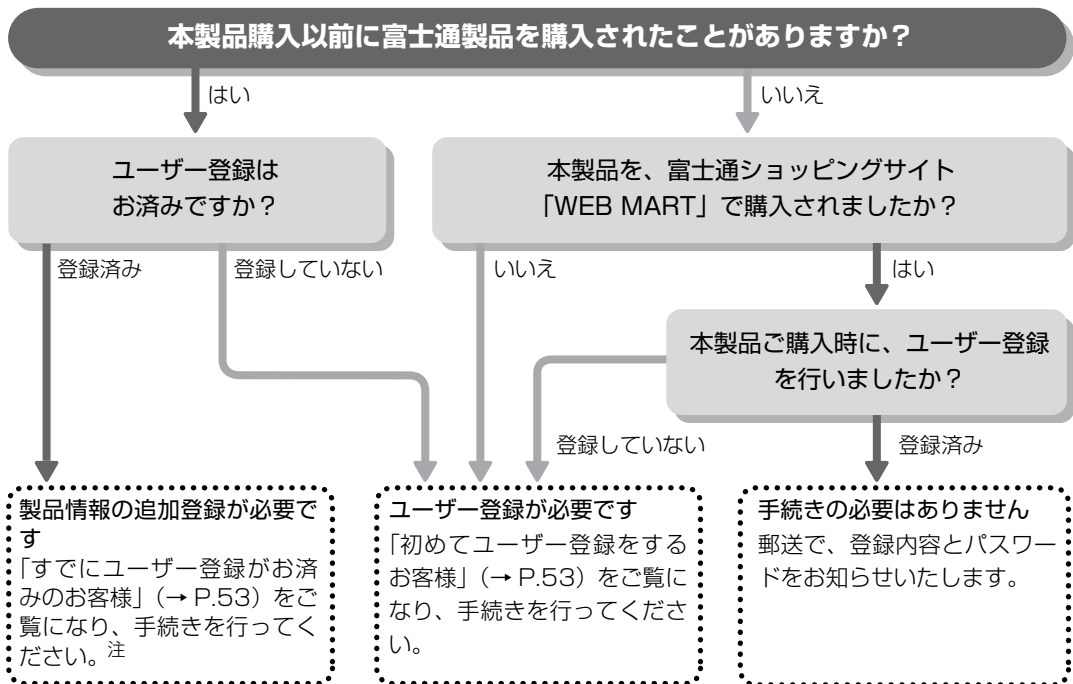 本製品購入以前に富士通製品を購入されたことがありますか？
はい
いいえ
ユーザー登録は
お済みですか？
本製品を、富士通ショッピングサイト
「WEB MART」で購入されましたか？
登録済み
登録していない
いいえ
はい
本製品ご購入時に、ユーザー登録
を行いましたか？
登録していない
登録済み
製品情報の追加登録が必要で
す
「すでにユーザー登録がお済
みのお客様」（→ P.53）をご
覧になり、手続きを行ってく
ださい。注
ユーザー登録が必要です
「初めてユーザー登録をする
お客様」（→ P.53）をご覧に
なり、手続きを行ってくださ
い。
手続きの必要はありません
郵送で、登録内容とパスワー
ドをお知らせいたします。